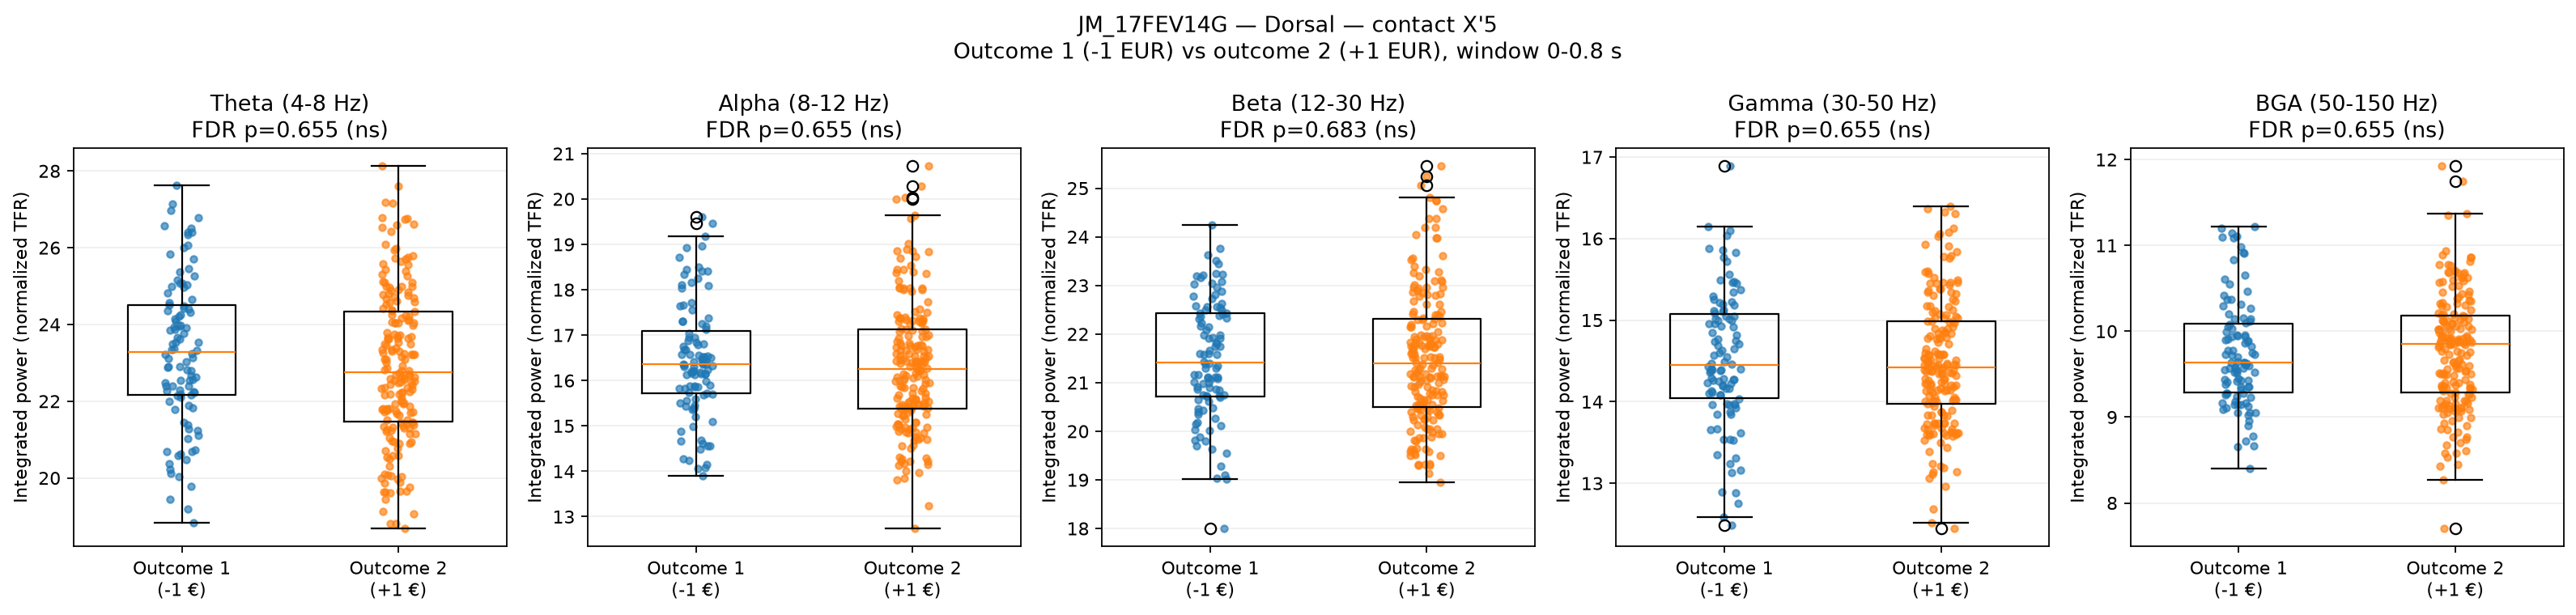 JM_17FEV14G — Dorsal — contact X'5
Outcome 1 (-1 EUR) vs outcome 2 (+1 EUR), window 0-0.8 s
Theta (4-8 Hz)
FDR p=0.655 (ns)
Integrated power (normalized TFR)
28
26
24
22
20
Outcome 1
(-1 €)
Outcome 2
(+1 €)
Alpha (8-12 Hz)
FDR p=0.655 (ns)
Integrated power (normalized TFR)
21
20
19
18
17
16
15
14
13
Outcome 1
(-1 €)
Outcome 2
(+1 €)
Beta (12-30 Hz)
FDR p=0.683 (ns)
Integrated power (normalized TFR)
25
24
23
22
21
20
19
18
Outcome 1
(-1 €)
Outcome 2
(+1 €)
Gamma (30-50 Hz)
FDR p=0.655 (ns)
Integrated power (normalized TFR)
17
16
15
14
13
Outcome 1
(-1 €)
Outcome 2
(+1 €)
BGA (50-150 Hz)
FDR p=0.655 (ns)
Integrated power (normalized TFR)
12
11
10
9
8
Outcome 1
(-1 €)
Outcome 2
(+1 €)